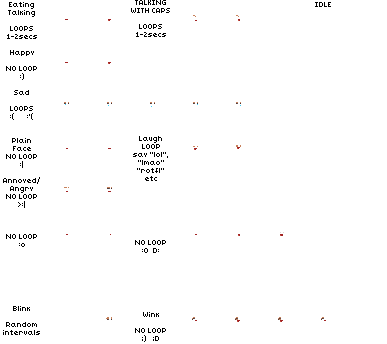 Eating
Talking
LOOPS
1-2secs
TALKING
WITH CAPS
LOOPS
1-2secs
IDLE
Happy
NO LOOP
:)
Sad
LOOPS
:( :'(
Plain
Face
NO LOOP
:|
Laugh
LOOP
say "lol",
"lmao"
"rotfl"
etc
Annoyed/
Angry
NO LOOP
>:|
NO LOOP
:o
NO LOOP
:O D:
Blink
Random
intervals
Wink
NO LOOP
;) ;D